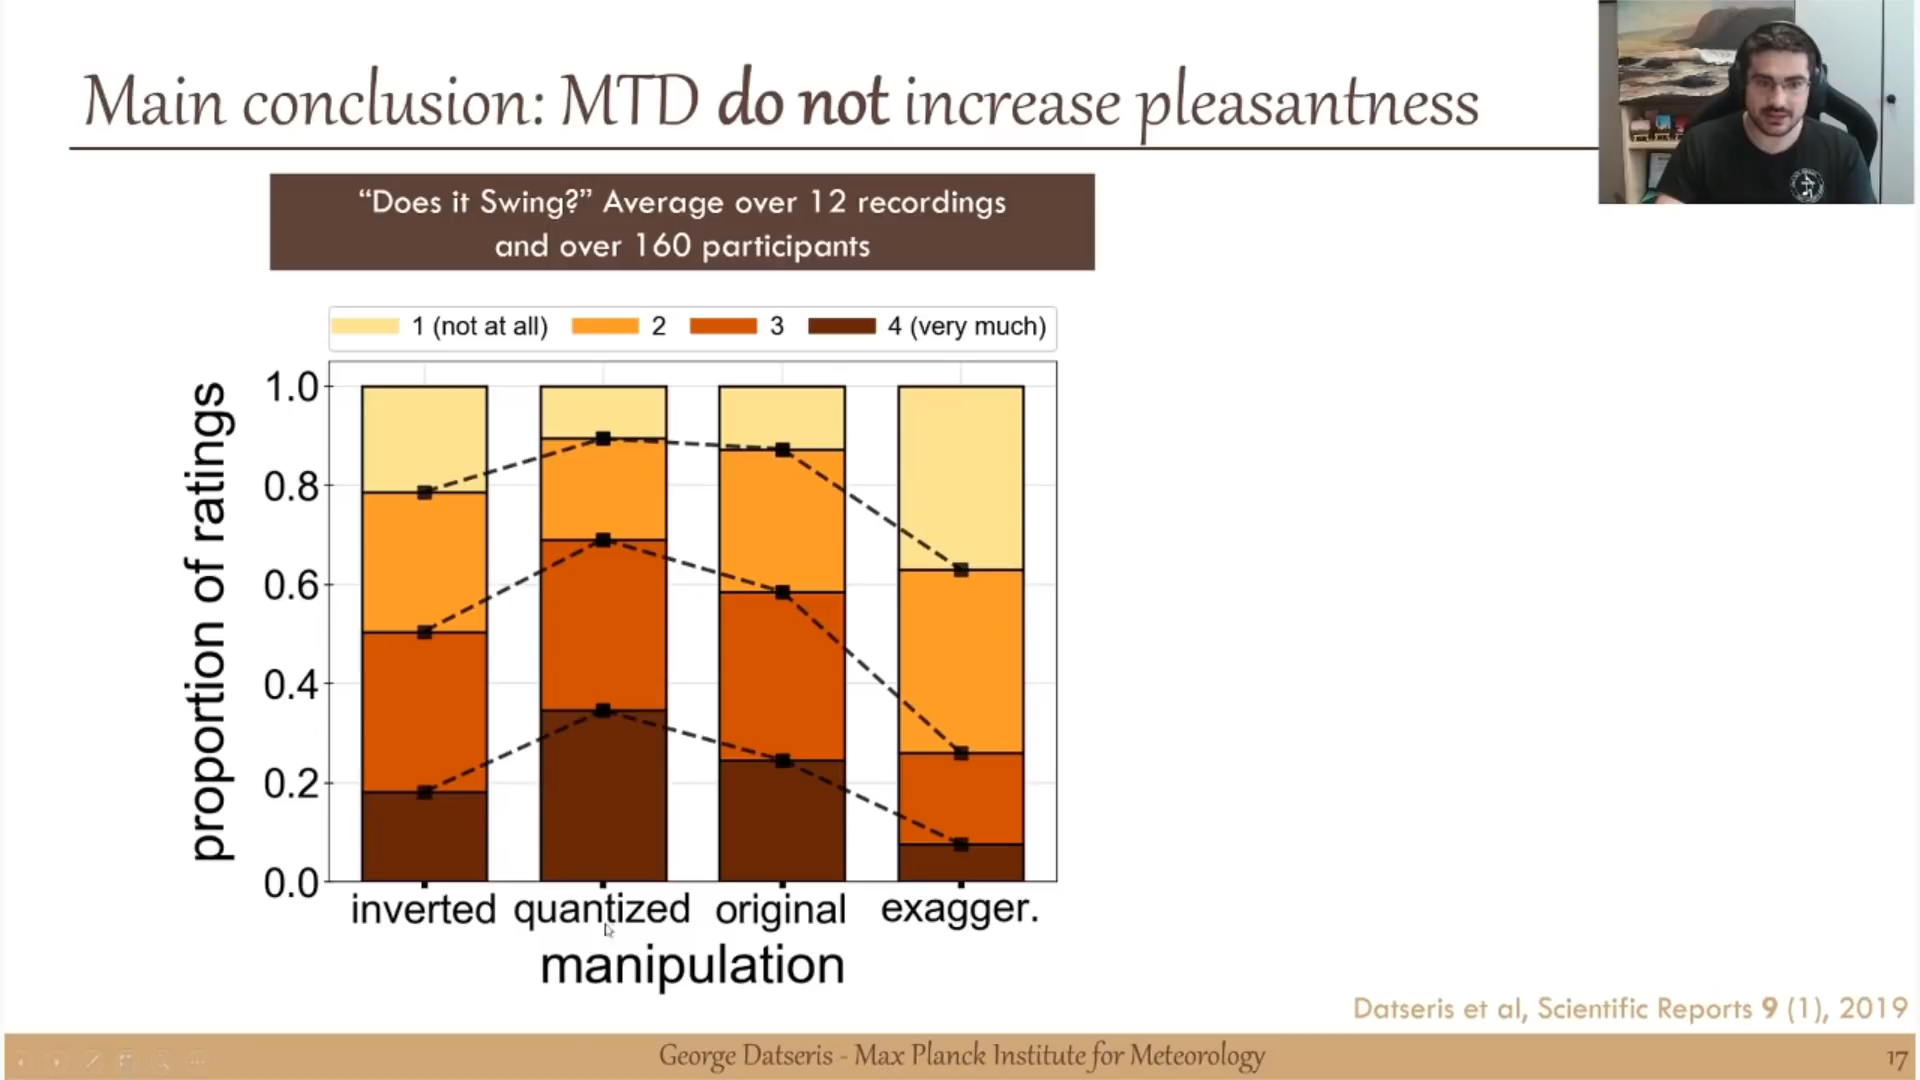 Main conclusion: MTD do not increase pleasantness
“Does it Swing?” Average over 12 recordings
and over 160 participants
1 (not at all) 2 3 4 (very much)
proportion of ratings
1.0
0.8
0.6
0.4
0.2
0.0
inverted quantized original exagger.
manipulation
Datseris et al, Scientific Reports 9 (1), 2019
George Datseris - Max Planck Institute for Meteorology
17